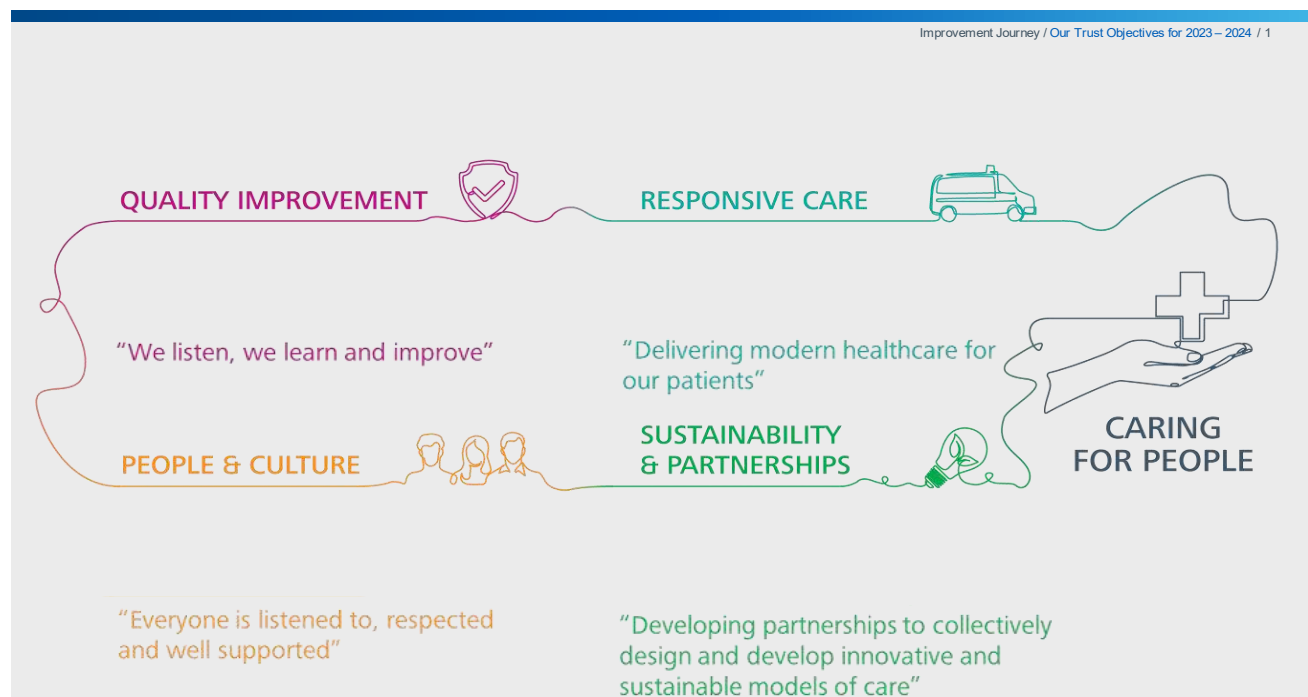 Improvement Journey / Our Trust Objectives for 2023 – 2024 / 1
QUALITY IMPROVEMENT
RESPONSIVE CARE
“We listen, we learn and improve”
“Delivering modern healthcare for
our patients”
PEOPLE & CULTURE
SUSTAINABILITY
& PARTNERSHIPS
CARING
FOR PEOPLE
“Everyone is listened to, respected
and well supported”
“Developing partnerships to collectively
design and develop innovative and
sustainable models of care”